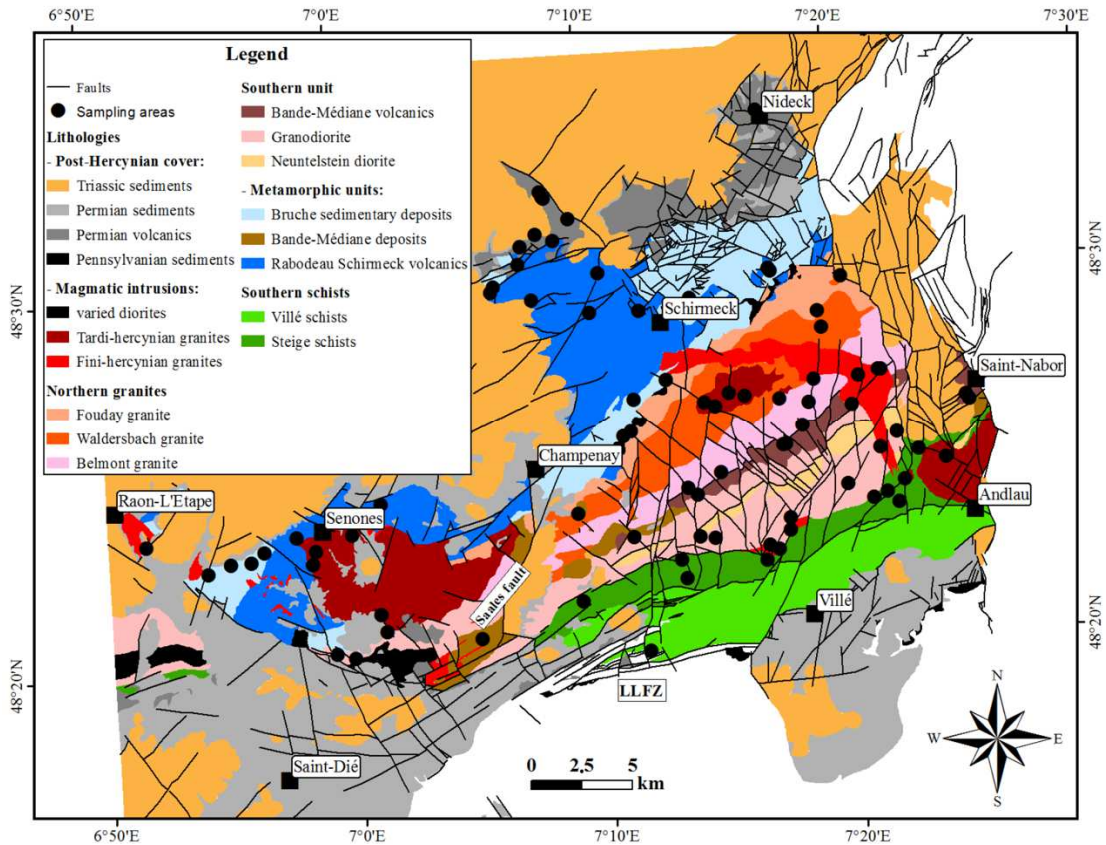 6°50'E 7°0'E 7°10'E 7°20'E 7°30'E
Legend
Faults
Sampling areas
Lithologies
- Post-Hercynian cover:
Triassic sediments
Permian sediments
Permian volcanics
Pennsylvanian sediments
- Magmatic intrusions:
varied diorites
Tardi-hercynian granites
Fini-hercynian granites
Northern granites
Fouday granite
Waldersbach granite
Belmont granite
Southern unit
Bande-Médiane volcanics
Granodiorite
Neuntelstein diorite
- Metamorphic units:
Bruche sedimentary deposits
Bande-Médiane deposits
Rabodeau Schirmeck volcanics
Southern schists
Villé schists
Steige schists
Nideck
48°30'N
48°30'N
Schirmeck
Saint-Nabor
Champenay
Raon-L'Etape
Senones
Andlau
Saales fault
Villé
48°20'N
48°20'N
LLFZ
N
W E
S
Saint-Dié
0 2,5 5
km
6°50'E 7°0'E 7°10'E 7°20'E